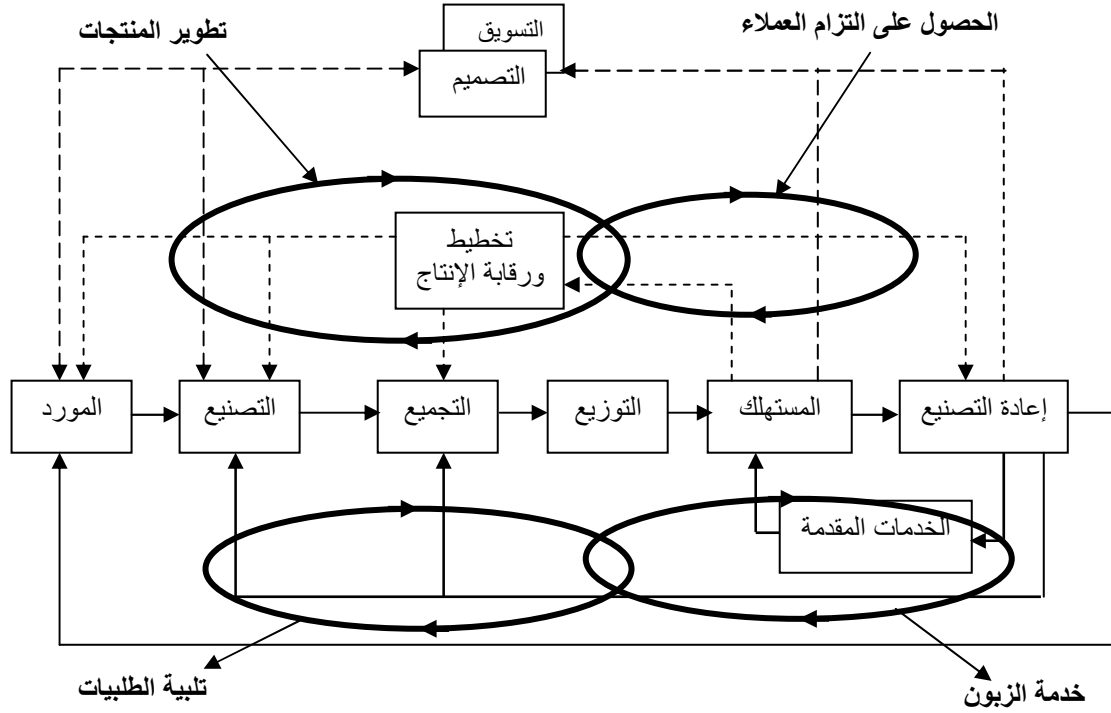 الحصول على التزام العملاء
تطوير المنتجات
التسويق
التصميم
تخطيط
ورقابة الإنتاج
المورد
التصنيع
التجميع
التوزيع
المستهلك
إعادة التصنيع
الخدمات المقدمة
تلبية الطلبيات
خدمة الزبون